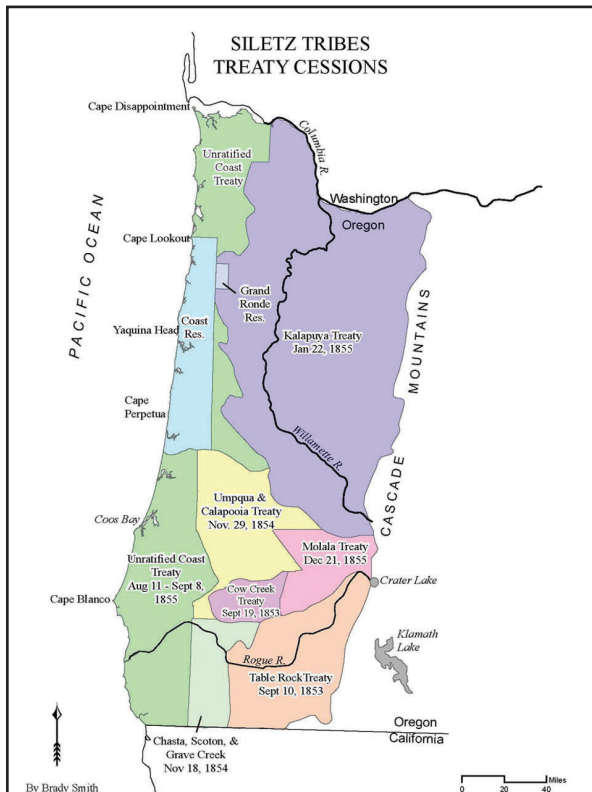 SILETZ TRIBES
TREATY CESSIONS
Cape Disappointment
Columbia R.
Unratified
Coast
Treaty
Washington
Oregon
Cape Lookout
PACIFIC OCEAN
Grand
Ronde
Res.
Coast
Res.
Kalapuya Treaty
Jan 22, 1855
Yaquina Head
CASCADE MOUNTAINS
Cape
Perpetua
Willamette R.
Umpqua &
Calapooia Treaty
Nov. 29, 1854
Coos Bay
Molala Treaty
Dec 21, 1855
Unratified Coast
Treaty
Aug 11 - Sept 8,
1855
Cow Creek
Treaty
Sept 19, 1853
Crater Lake
Cape Blanco
Klamath
Lake
Rogue R.
Table RockTreaty
Sept 10, 1853
Oregon
California
Chasta, Scoton, &
Grave Creek
Nov 18, 1854
By Brady Smith
0 20 40 Miles